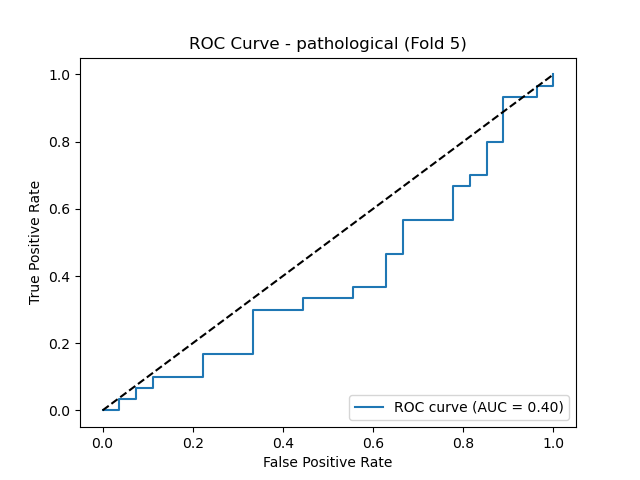 ROC Curve - pathological (Fold 5)
True Positive Rate
1.0
0.8
0.6
0.4
0.2
0.0
ROC curve (AUC = 0.40)
0.0 0.2 0.4 0.6 0.8 1.0
False Positive Rate